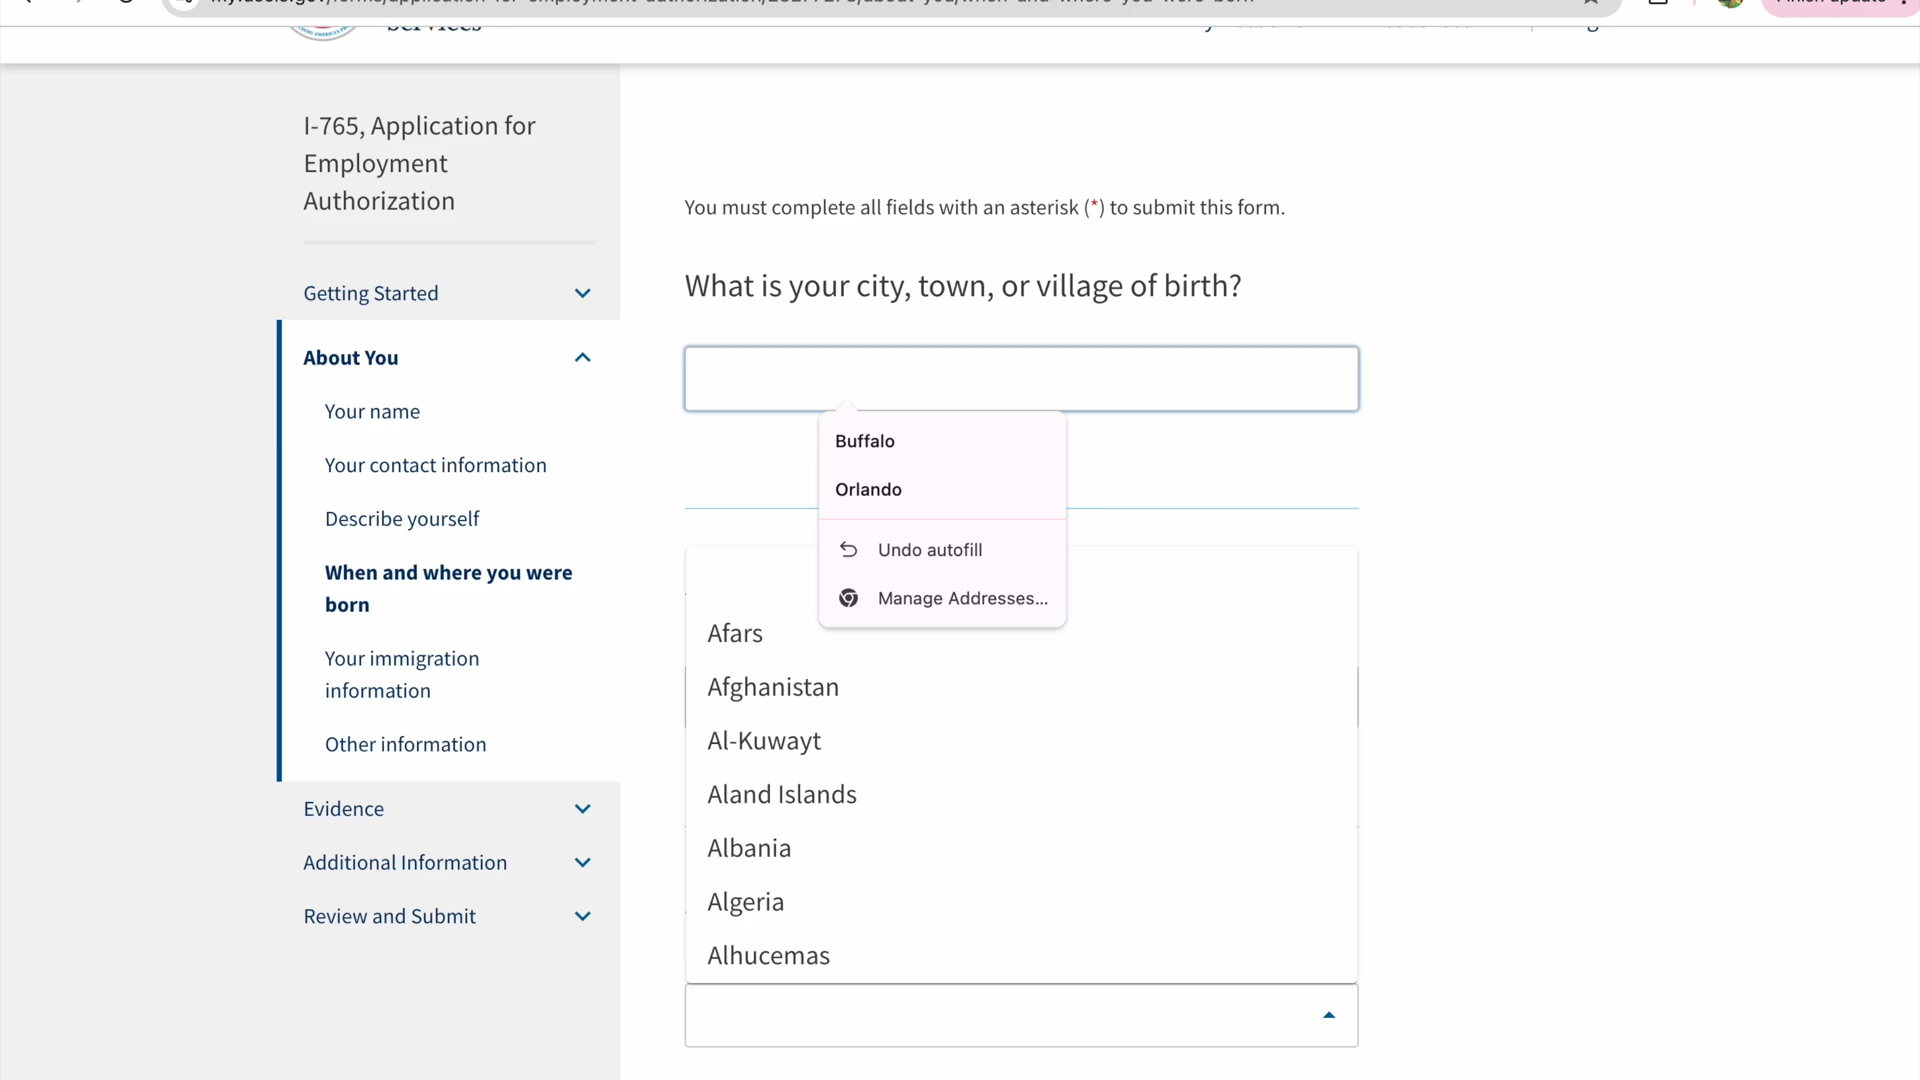 I-765, Application for
Employment
Authorization
Getting Started
About You
Your name
Your contact information
Describe yourself
When and where you were
born
Your immigration
information
Other information
Evidence
Additional Information
Review and Submit
You must complete all fields with an asterisk (*) to submit this form.
What is your city, town, or village of birth?
Buffalo
Orlando
Undo autofill
Manage Addresses...
Afars
Afghanistan
Al-Kuwayt
Aland Islands
Albania
Algeria
Alhucemas